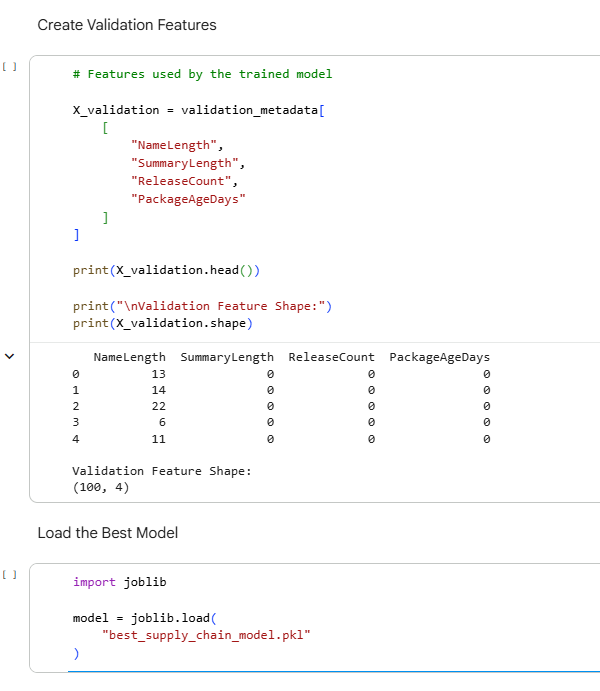 Create Validation Features
[ ]
# Features used by the trained model
X_validation = validation_metadata[
[
"NameLength",
"SummaryLength",
"ReleaseCount",
"PackageAgeDays"
]
]
print(X_validation.head())
print("\nValidation Feature Shape:")
print(X_validation.shape)
NameLength SummaryLength ReleaseCount PackageAgeDays
0 13 0 0 0
1 14 0 0 0
2 22 0 0 0
3 6 0 0 0
4 11 0 0 0
Validation Feature Shape:
(100, 4)
Load the Best Model
[ ]
import joblib
model = joblib.load(
"best_supply_chain_model.pkl"
)